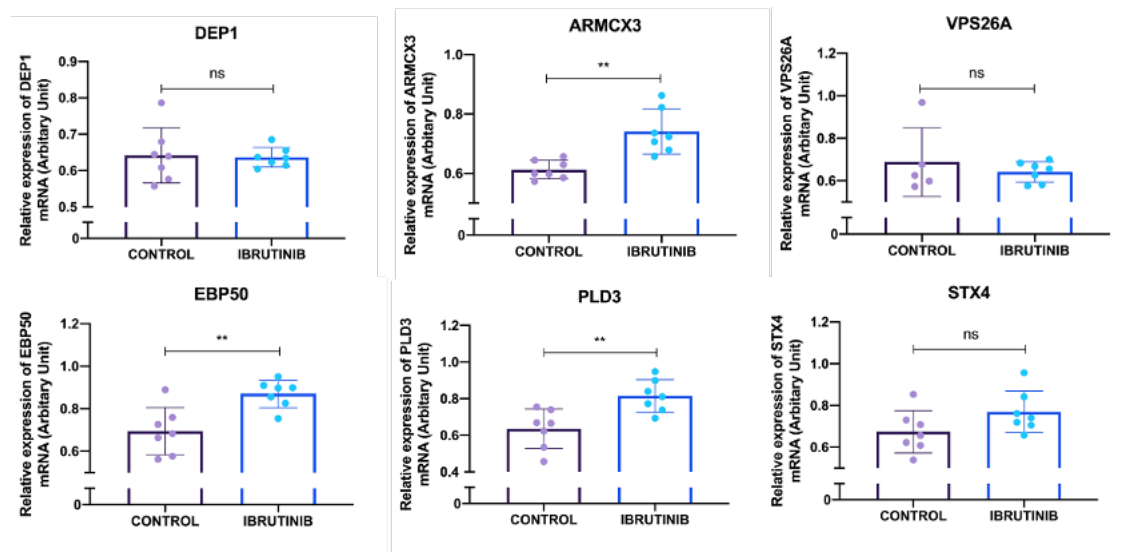 DEP1
Relative expression of DEP1
mRNA (Arbitary Unit)
0.9
0.8
0.7
0.6
0.5
0
ns
CONTROL
IBRUTINIB
ARMCX3
Relative expression of ARMCX3
mRNA (Arbitary Unit)
1.0
0.8
0.6
0
**
CONTROL
IBRUTINIB
VPS26A
Relative expression of VPS26A
mRNA (Arbitary Unit)
1.2
1.0
0.8
0.6
0
ns
CONTROL
IBRUTINIB
EBP50
Relative expression of EBP50
mRNA (Arbitary Unit)
1.2
1.0
0.8
0.6
0
**
CONTROL
IBRUTINIB
PLD3
Relative expression of PLD3
mRNA (Arbitary Unit)
1.2
1.0
0.8
0.6
0.4
0
**
CONTROL
IBRUTINIB
STX4
Relative expression of STX4
mRNA (Arbitary Unit)
1.2
1.0
0.8
0.6
0
ns
CONTROL
IBRUTINIB